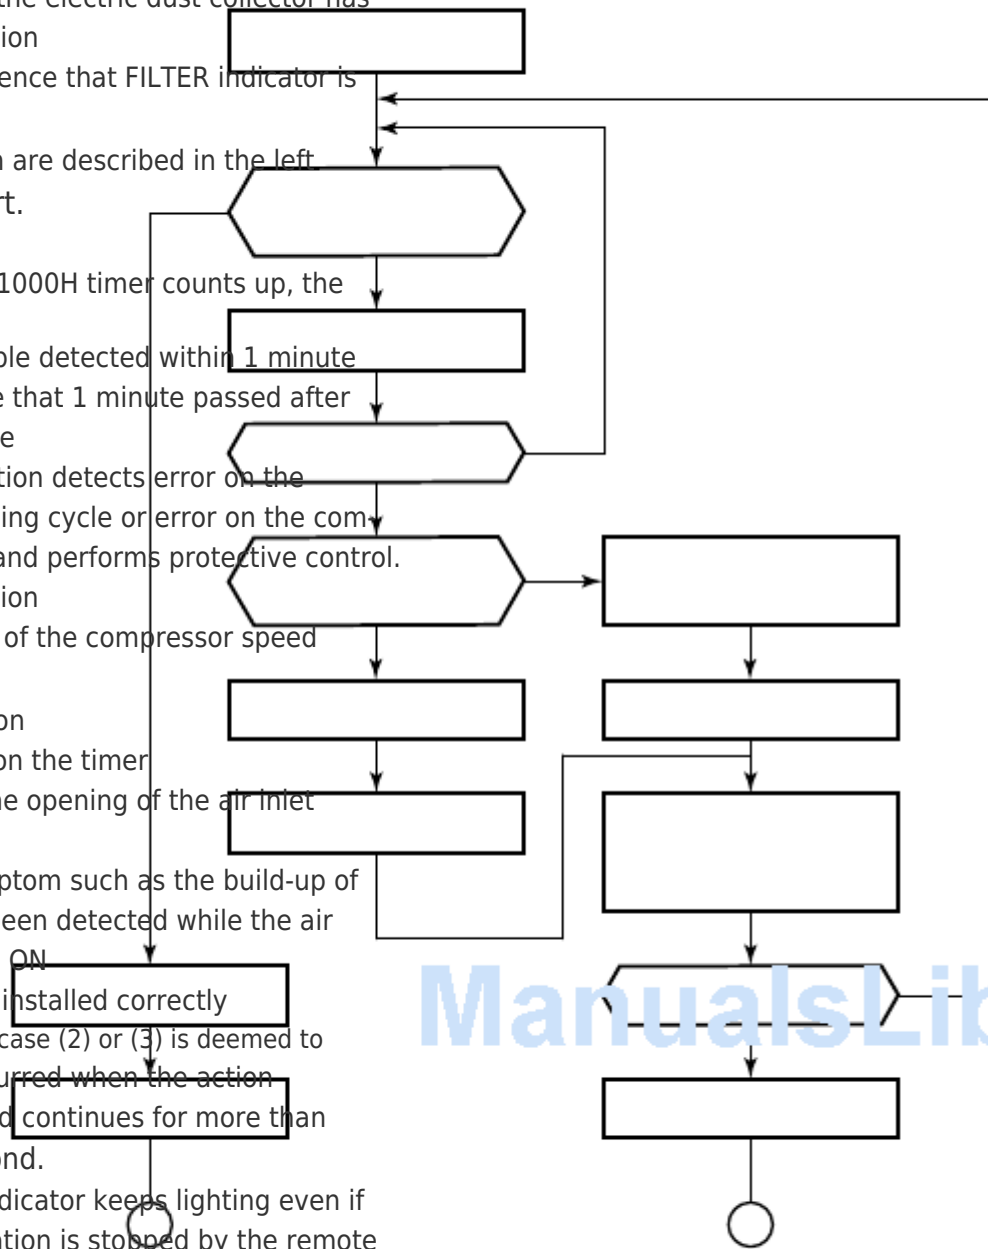 the electric dust collector has
ion
ence that FILTER indicator is
are described in the left
rt.
1000H timer counts up, the
ole detected within 1 minute
e that 1 minute passed after
e
tion detects error on the
ing cycle or error on the com-
and performs protective control.
ion
of the compressor speed
on
on the timer
e opening of the air inlet
ptom such as the build-up of
een detected while the air
ON
installed correctly
case (2) or (3) is deemed to
urred when the action
d continues for more than
ond.
dicator keeps lighting even if
ation is stopped by the remote
ManualsLib